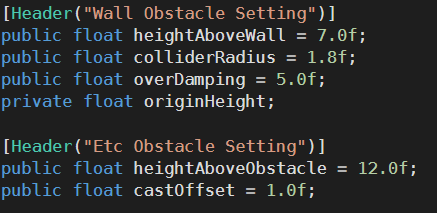 [Header("Wall Obstacle Setting")]
public float heightAboveWall = 7.0f;
public float colliderRadius = 1.8f;
public float overDamping = 5.0f;
private float originHeight;
[Header("Etc Obstacle Setting")]
public float heightAboveObstacle = 12.0f;
public float castOffset = 1.0f;